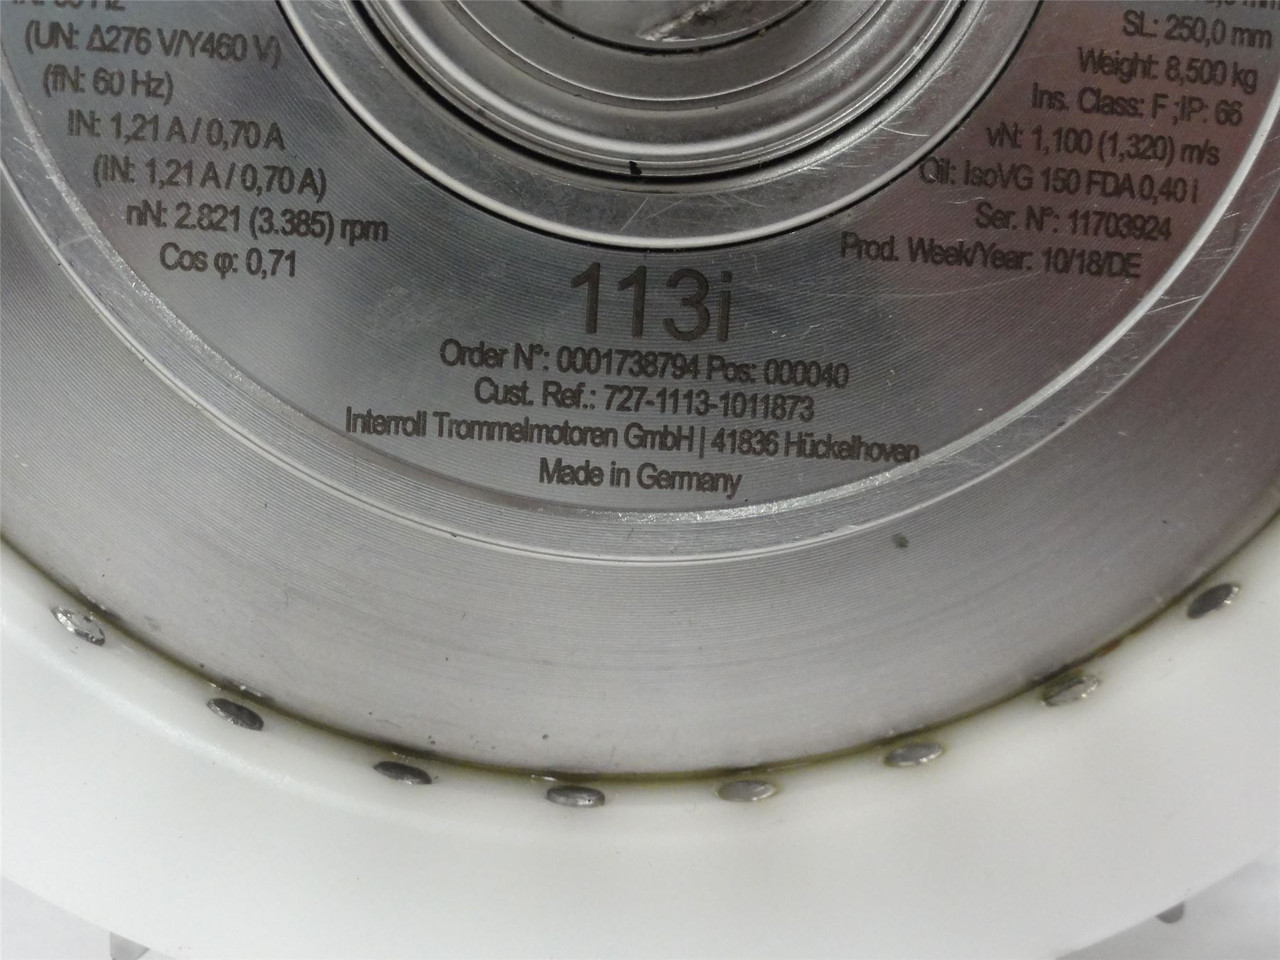 (UN: Δ276 V/Y460 V)
(fN: 60 Hz)
IN: 1,21 A / 0,70 A
(IN: 1,21 A / 0,70 A)
nN: 2.821 (3.385) rpm
Cos φ: 0,71
SL: 250,0 mm
Weight: 8,500 kg
Ins. Class: F ;IP: 66
vN: 1,100 (1,320) m/s
Oil: IsoVG 150 FDA 0,40 l
Ser. N°: 11703924
Prod. Week/Year: 10/18/DE
113i
Order N°: 0001738794 Pos: 000040
Cust. Ref.: 727-1113-1011873
Interroll Trommelmotoren GmbH | 41836 Hückelhoven
Made in Germany